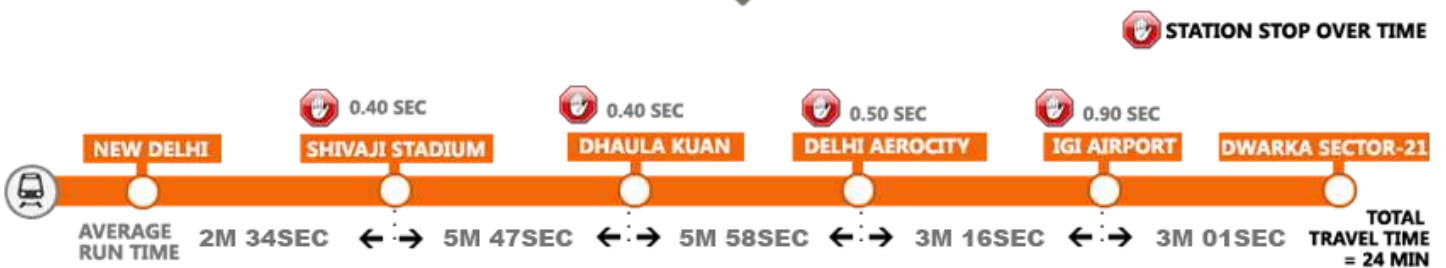 STATION STOP OVER TIME
0.40 SEC
0.40 SEC
0.50 SEC
0.90 SEC
NEW DELHI
SHIVAJI STADIUM
DHAULA KUAN
DELHI AEROCITY
IGI AIRPORT
DWARKA SECTOR-21
AVERAGE
RUN TIME
2M 34SEC
5M 47SEC
5M 58SEC
3M 16SEC
3M 01SEC
TOTAL
TRAVEL TIME
= 24 MIN